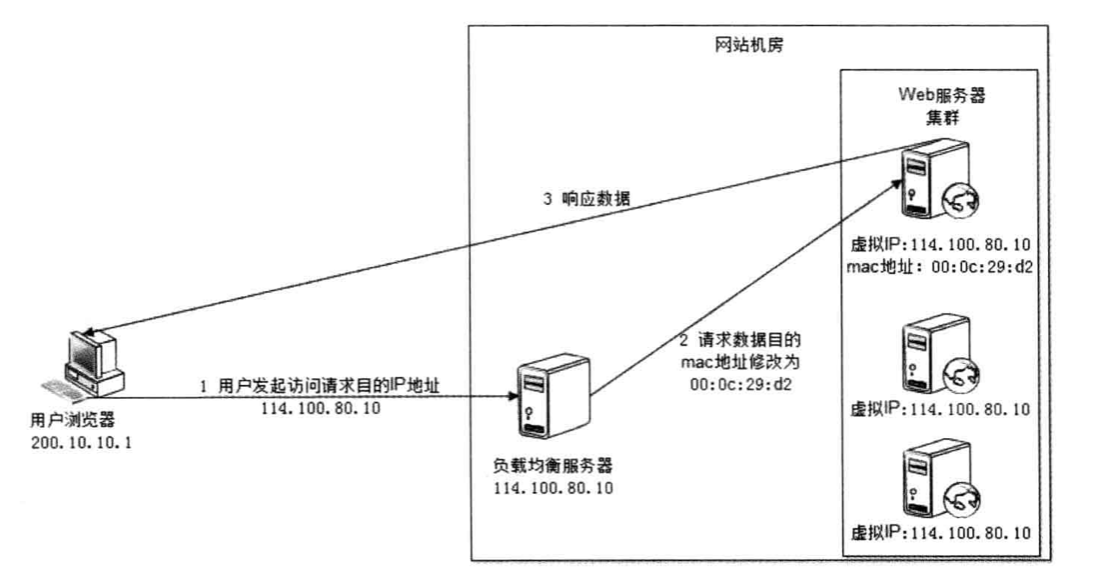 网站机房
Web服务器
集群
3 响应数据
虚拟IP:114.100.80.10
mac地址: 00:0c:29:d2
2 请求数据目的
mac地址修改为
00:0c:29:d2
1 用户发起访问请求目的IP地址
114.100.80.10
用户浏览器
200.10.10.1
负载均衡服务器
114.100.80.10
虚拟IP:114.100.80.10
虚拟IP:114.100.80.10